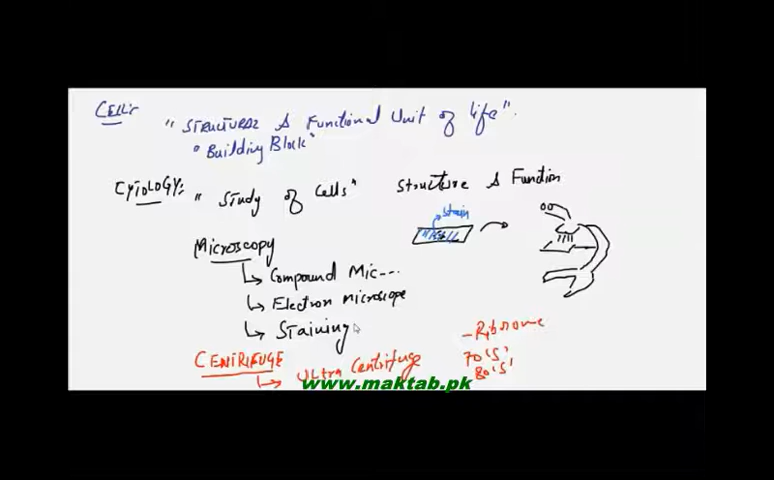 CELL:
"STRUCTURAL & Functional Unit of life".
"Building Block"
CYTOLOGY: "Study of Cells" Structure & Function
stain
Microscopy
Compound Mic---
Electron microscope
Staining
CENTRIFUGE
Ultra Centrifuge
- Ribosome
70 'S'
80 'S'
www.maktab.pk